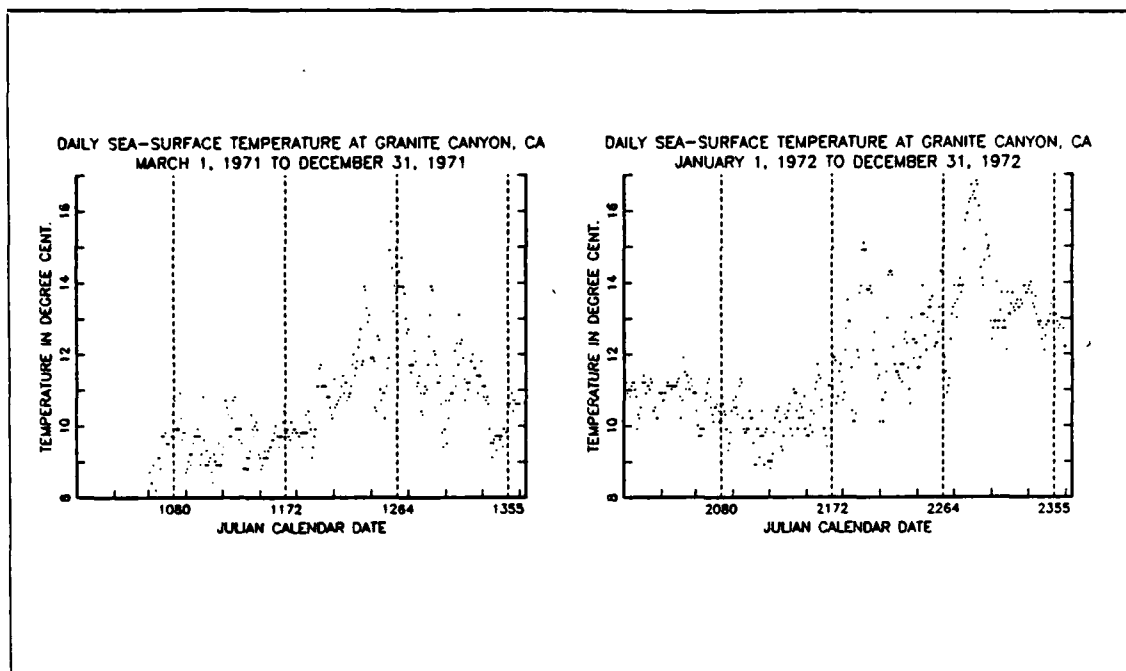 DAILY SEA-SURFACE TEMPERATURE AT GRANITE CANYON, CA
MARCH 1, 1971 TO DECEMBER 31, 1971
TEMPERATURE IN DEGREE CENT.
16
14
12
10
8
1080 1172 1264 1355
JULIAN CALENDAR DATE
DAILY SEA-SURFACE TEMPERATURE AT GRANITE CANYON, CA
JANUARY 1, 1972 TO DECEMBER 31, 1972
TEMPERATURE IN DEGREE CENT.
16
14
12
10
8
2080 2172 2264 2355
JULIAN CALENDAR DATE